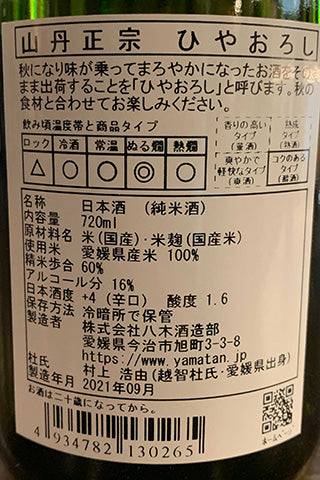 山丹正宗 ひやおろし
秋になり味が乗ってまろやかになったお酒をその
まま出荷することを「ひやおろし」と呼びます。秋の
食材と合わせてお楽しみください。
飲み頃温度帯と商品タイプ
ロック 冷酒 常温 ぬる燗 熱燗
△ ○ ○ ◎ ○
香りの高い
タイプ
(薫酒)
熟成
タイプ
爽やかで
軽快なタイプ
(爽酒)
コクのある
タイプ
(醇酒)
名称 日本酒 (純米酒)
内容量 720ml
原材料名 米(国産)・米麹(国産米)
使用米 愛媛県産米 100%
精米歩合 60%
アルコール分 16%
日本酒度 +4 (辛口) 酸度 1.6
保存方法 冷暗所で保管
製造者 株式会社八木酒造部
愛媛県今治市旭町3-3-8
https://www.yamatan.jp/
杜氏 村上 浩由(越智杜氏・愛媛県出身)
製造年月 2021年09月
お酒は二十歳になってから。
4 934782 130265
ホームページ